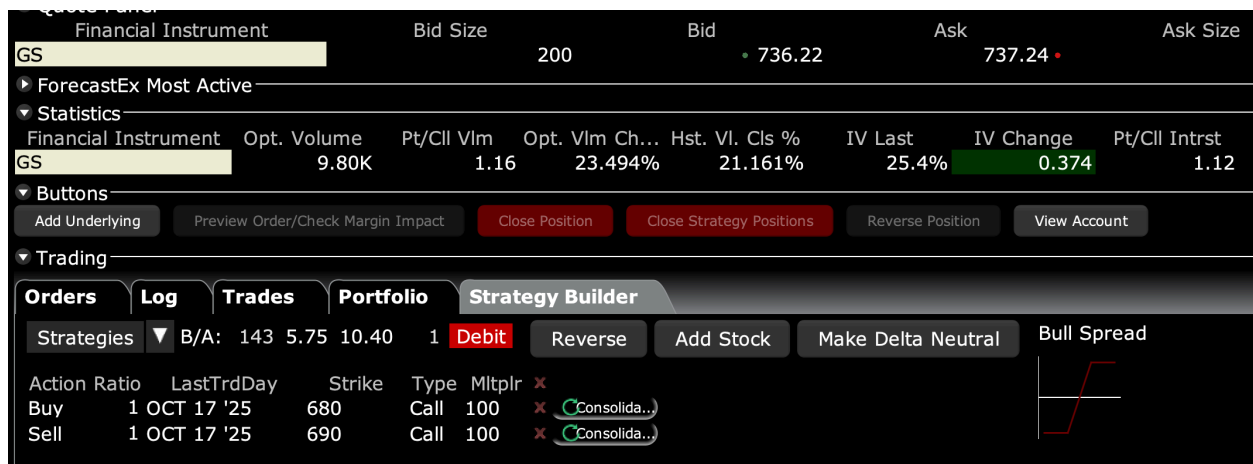 Quote Panel
Financial Instrument Bid Size Bid Ask Ask Size
GS 200 736.22 737.24
ForecastEx Most Active
Statistics
Financial Instrument Opt. Volume Pt/Cll Vlm Opt. Vlm Ch... Hst. Vl. Cls % IV Last IV Change Pt/Cll Intrst
GS 9.80K 1.16 23.494% 21.161% 25.4% 0.374 1.12
Buttons
Add Underlying Preview Order/Check Margin Impact Close Position Close Strategy Positions Reverse Position View Account
Trading
Orders Log Trades Portfolio Strategy Builder
Strategies ▼ B/A: 143 5.75 10.40 1 Debit Reverse Add Stock Make Delta Neutral Bull Spread
Action Ratio LastTrdDay Strike Type Mltplr x
Buy 1 OCT 17 '25 680 Call 100 x Consolida...
Sell 1 OCT 17 '25 690 Call 100 x Consolida...